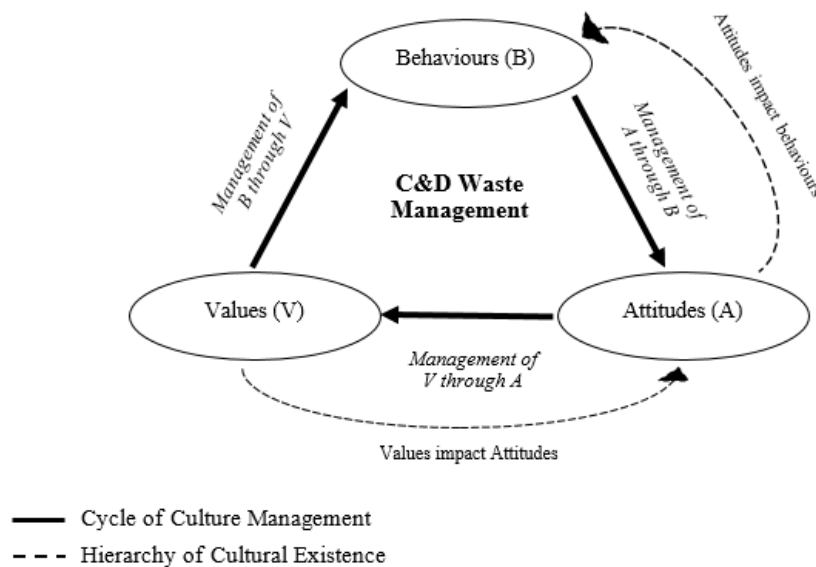 Behaviours (B)
Attitudes impact behaviours
Management of
B through V
Management of
A through B
C&D Waste
Management
Values (V)
Attitudes (A)
Management of
V through A
Values impact Attitudes
Cycle of Culture Management
Hierarchy of Cultural Existence